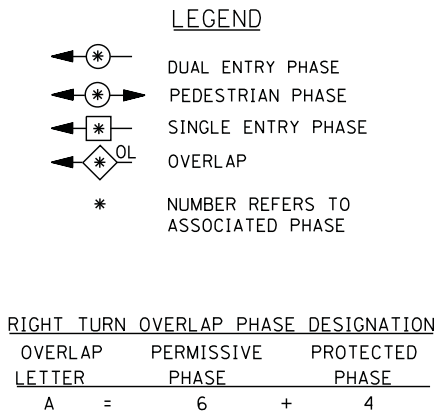 LEGEND
* DUAL ENTRY PHASE
* PEDESTRIAN PHASE
* SINGLE ENTRY PHASE
* OL OVERLAP
* NUMBER REFERS TO
ASSOCIATED PHASE
RIGHT TURN OVERLAP PHASE DESIGNATION
OVERLAP PERMISSIVE PROTECTED
LETTER PHASE PHASE
A = 6 + 4